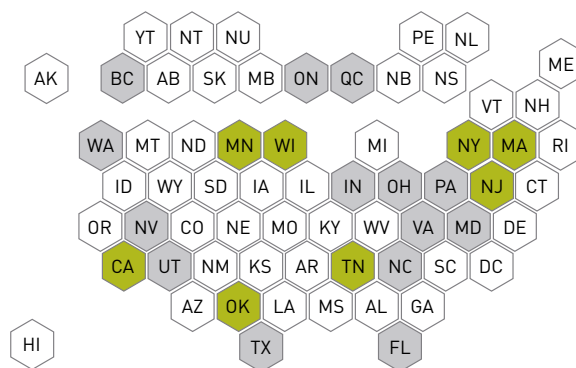 YT NT NU PE NL
ME
AK BC AB SK MB ON QC NB NS
VT NH
WA MT ND MN WI MI NY MA RI
ID WY SD IA IL IN OH PA NJ CT
OR NV CO NE MO KY WV VA MD DE
CA UT NM KS AR TN NC SC DC
AZ OK LA MS AL GA
HI TX FL